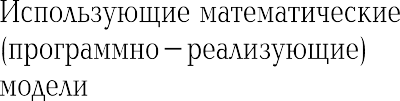 Использующие математические
(программно – реализующие)
модели